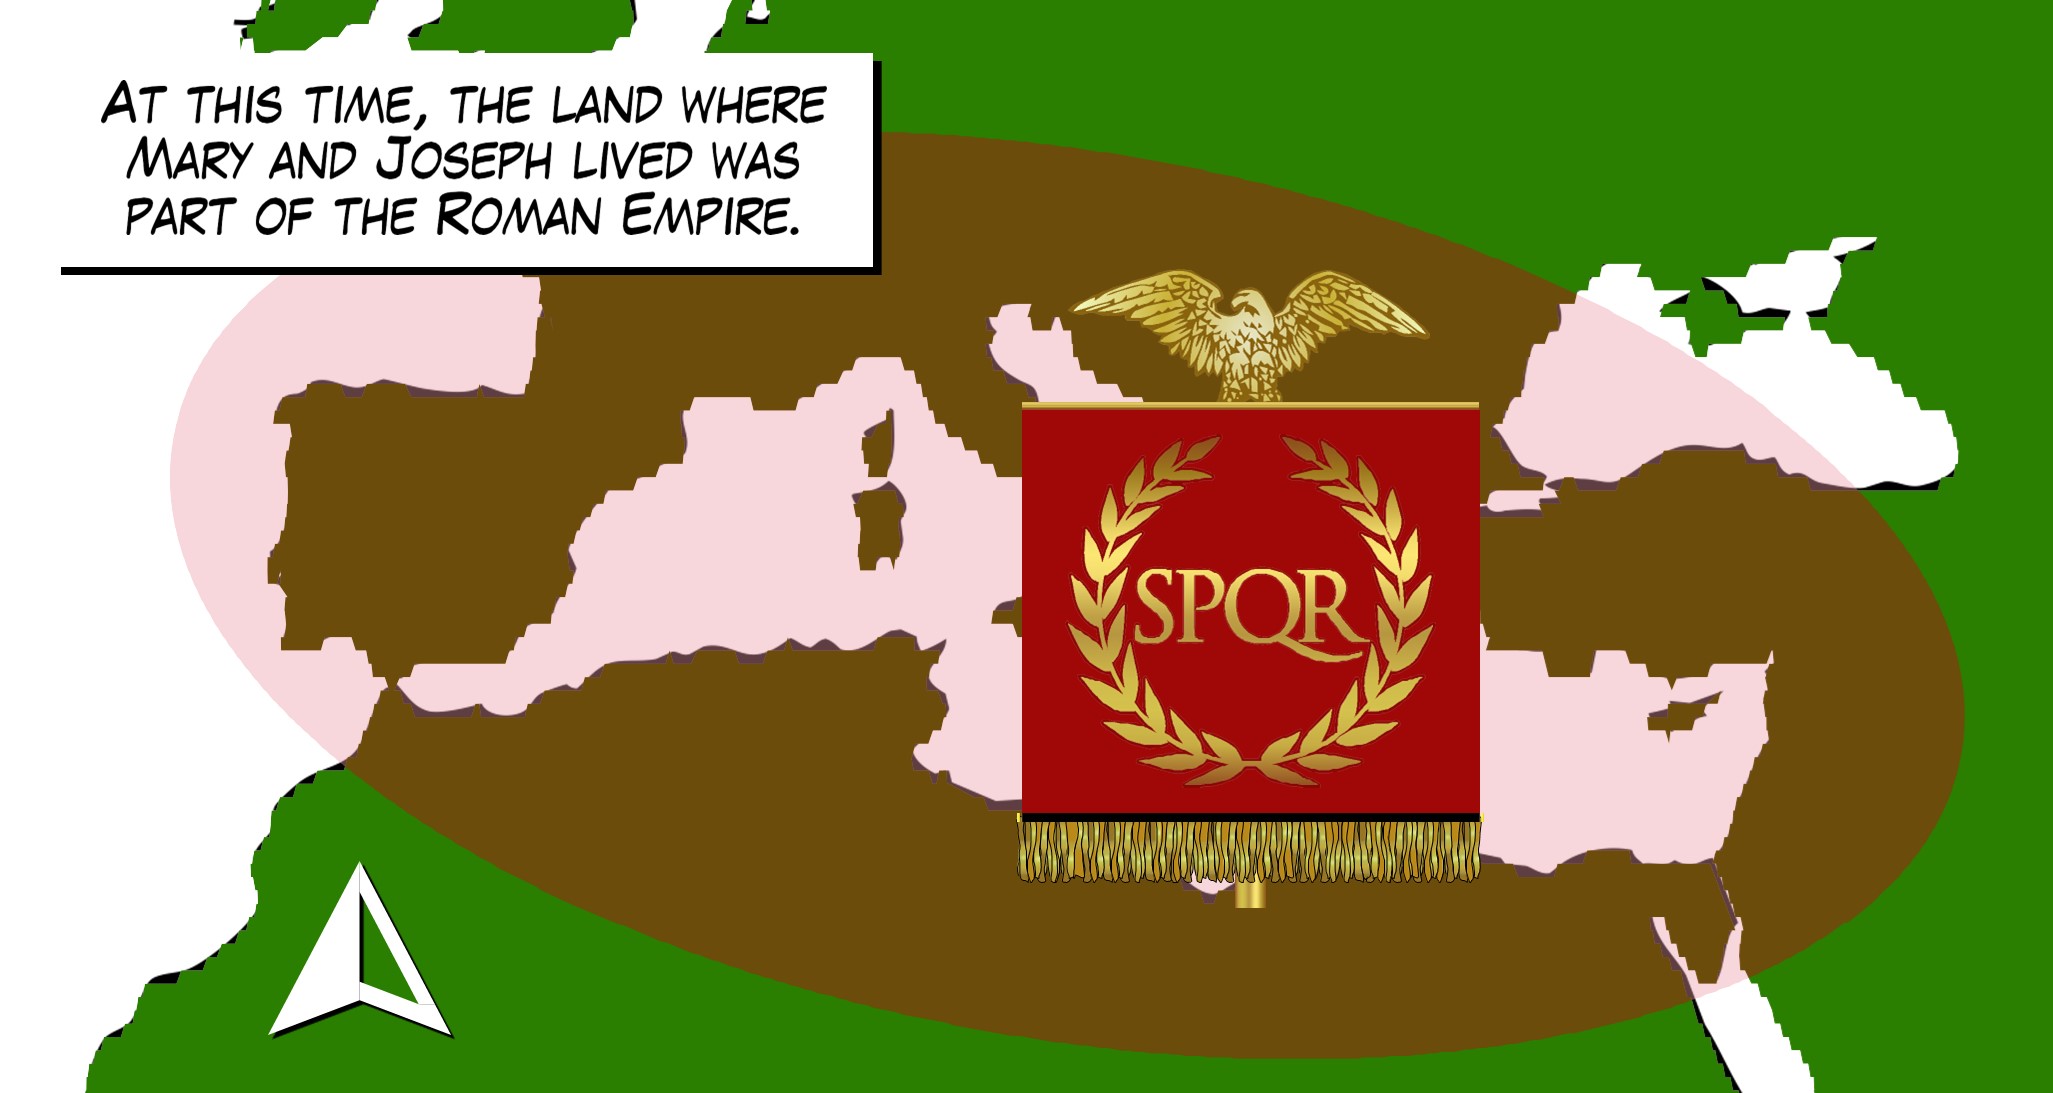 At this time, the land where
Mary and Joseph lived was
part of the Roman Empire.
SPQR